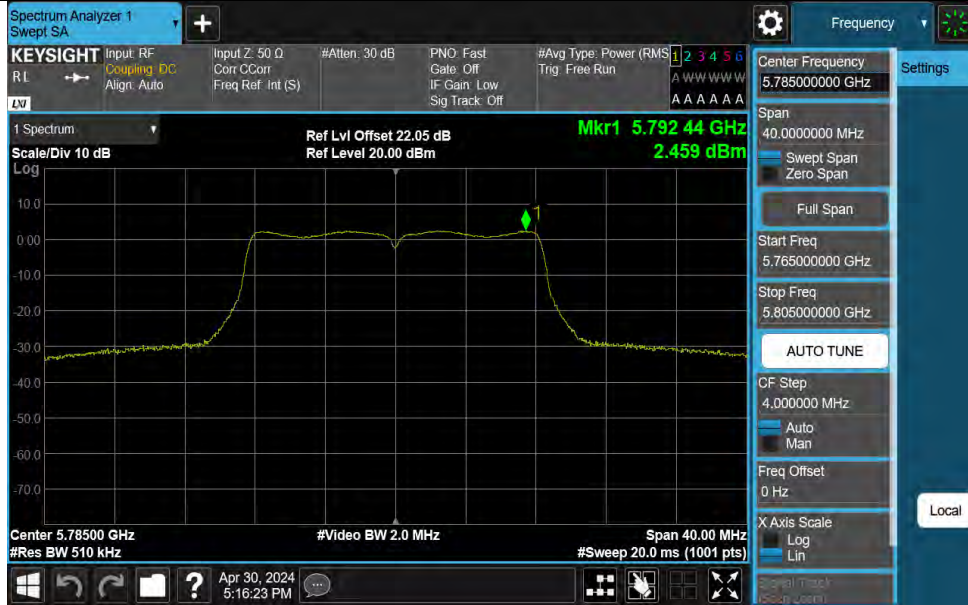 Spectrum Analyzer 1
Swept SA
+
Frequency
KEYSIGHT
RL
LXI
Input: RF
Coupling: DC
Align: Auto
Input Z: 50 Ω
Corr CCorr
Freq Ref: Int (S)
#Atten: 30 dB
PNO: Fast
Gate: Off
IF Gain: Low
Sig Track: Off
#Avg Type: Power (RMS
Trig: Free Run
1 2 3 4 5 6
A W W W W W
A A A A A A
1 Spectrum
Scale/Div 10 dB
Ref Lvl Offset 22.05 dB
Ref Level 20.00 dBm
Mkr1 5.792 44 GHz
2.459 dBm
Log
10.0
0.00
-10.0
-20.0
-30.0
-40.0
-50.0
-60.0
-70.0
1
Center 5.78500 GHz
#Res BW 510 kHz
#Video BW 2.0 MHz
Span 40.00 MHz
#Sweep 20.0 ms (1001 pts)
?
Apr 30, 2024
5:16:23 PM
Center Frequency
5.785000000 GHz
Span
40.0000000 MHz
Swept Span
Zero Span
Full Span
Start Freq
5.765000000 GHz
Stop Freq
5.805000000 GHz
AUTO TUNE
CF Step
4.000000 MHz
Auto
Man
Freq Offset
0 Hz
X Axis Scale
Log
Lin
Signal Track
(Span Zoom)
Settings
Local